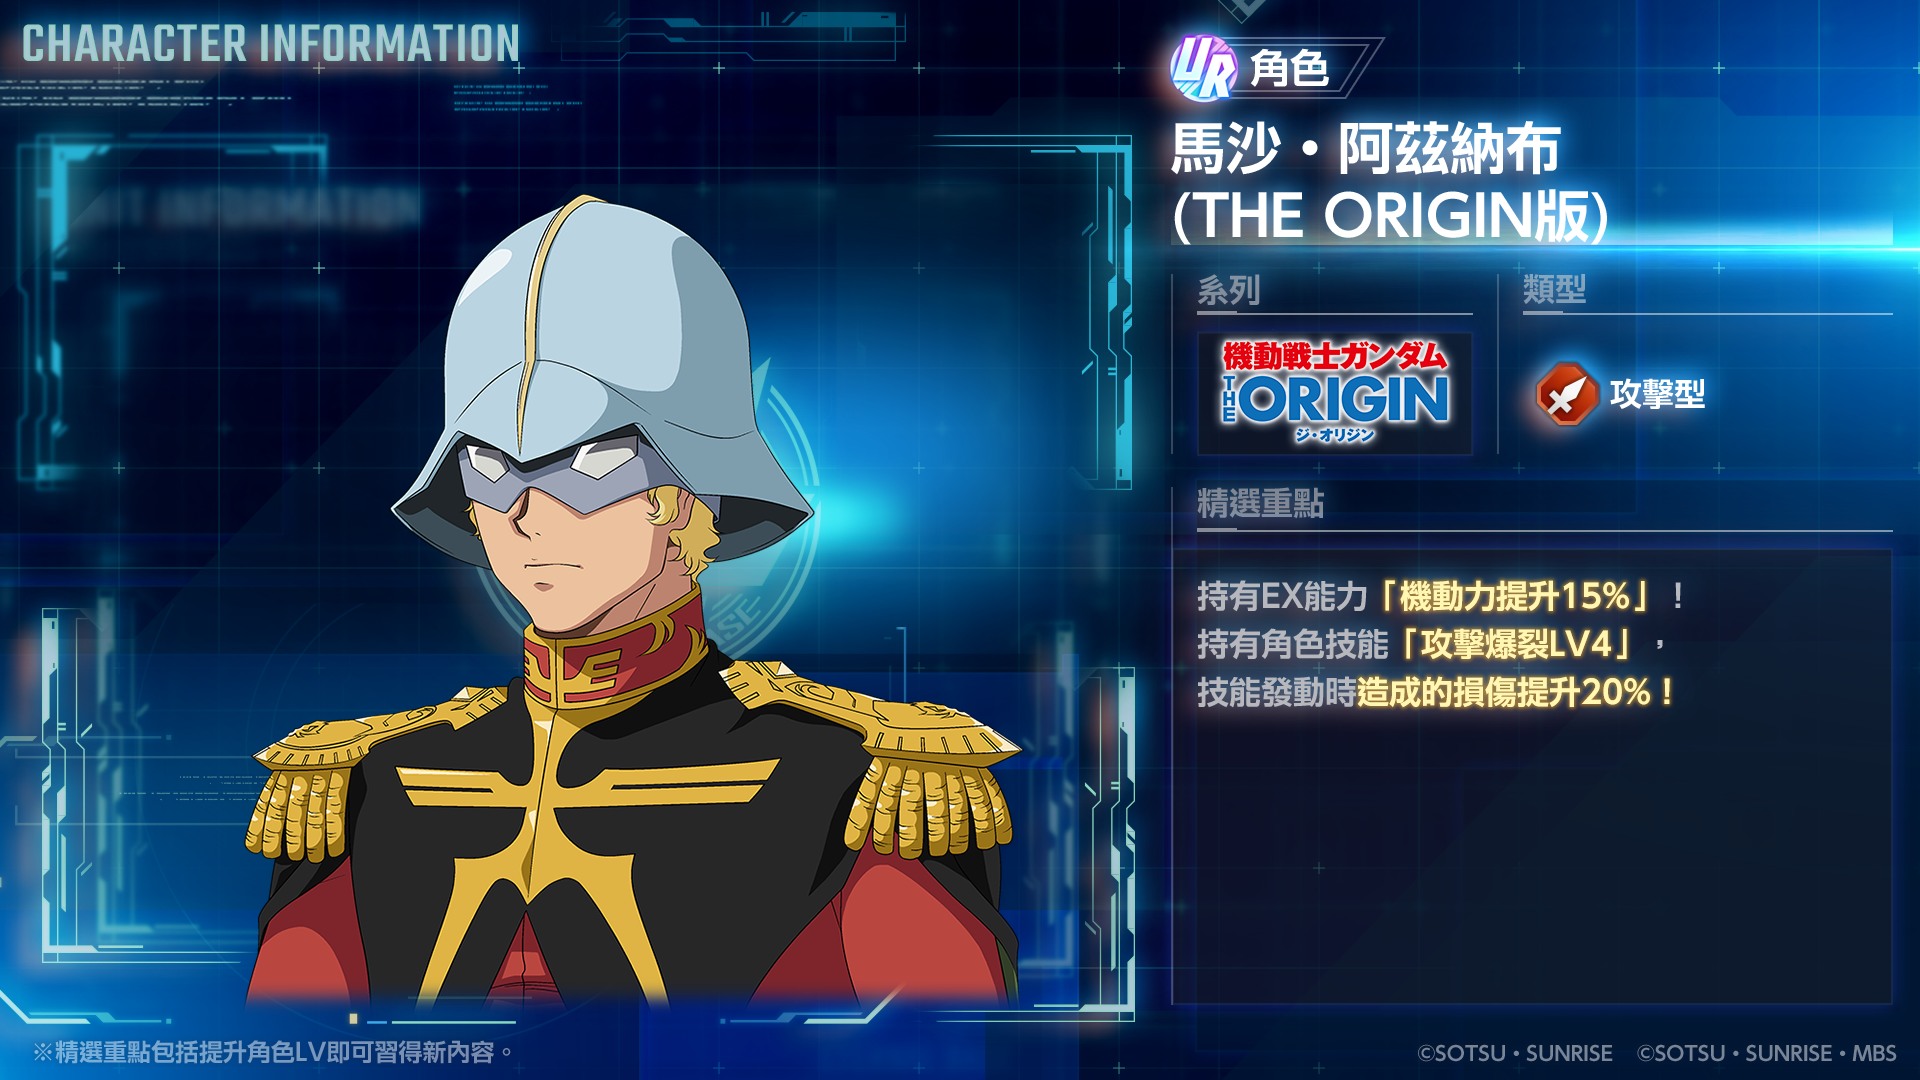 CHARACTER INFORMATION
UR 角色
馬沙・阿茲納布
(THE ORIGIN版)
系列
類型
機動戦士ガンダム
THE ORIGIN
ジ・オリジン
攻擊型
精選重點
持有EX能力「機動力提升15%」！
持有角色技能「攻擊爆裂LV4」，
技能發動時造成的損傷提升20%！
※精選重點包括提升角色LV即可習得新內容。
©SOTSU・SUNRISE ©SOTSU・SUNRISE・MBS